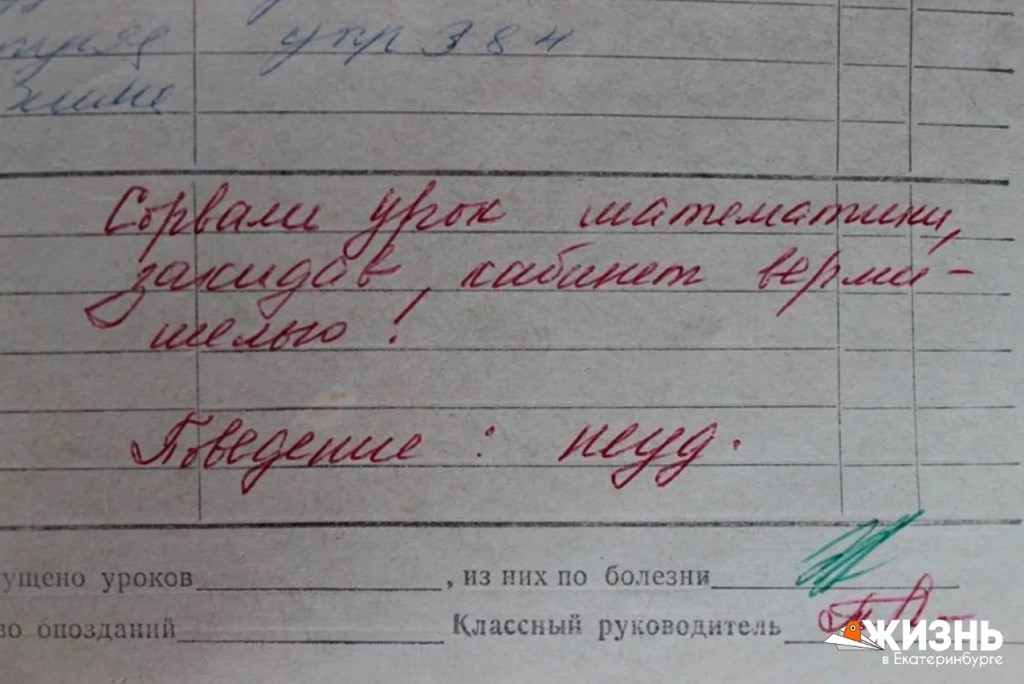 упр 384
Сорвали урок математики,
закидав, кабинет верми-
шелью!
Поведение: неуд.
ущено уроков , из них по болезни
во опозданий Классный руководитель
ЖИЗНЬ
в Екатеринбурге